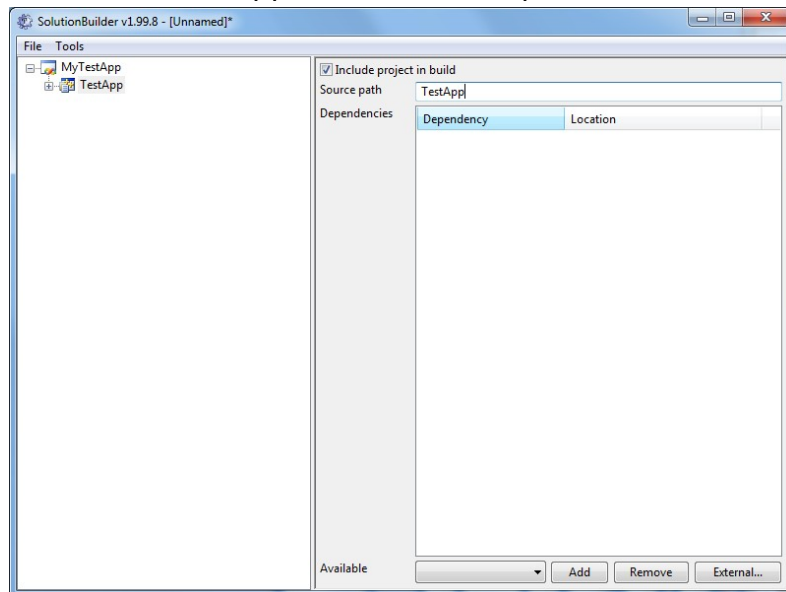 SolutionBuilder v1.99.8 - [Unnamed]*
File Tools
MyTestApp
TestApp
Include project in build
Source path TestApp
Dependencies Dependency Location
Available Add Remove External...